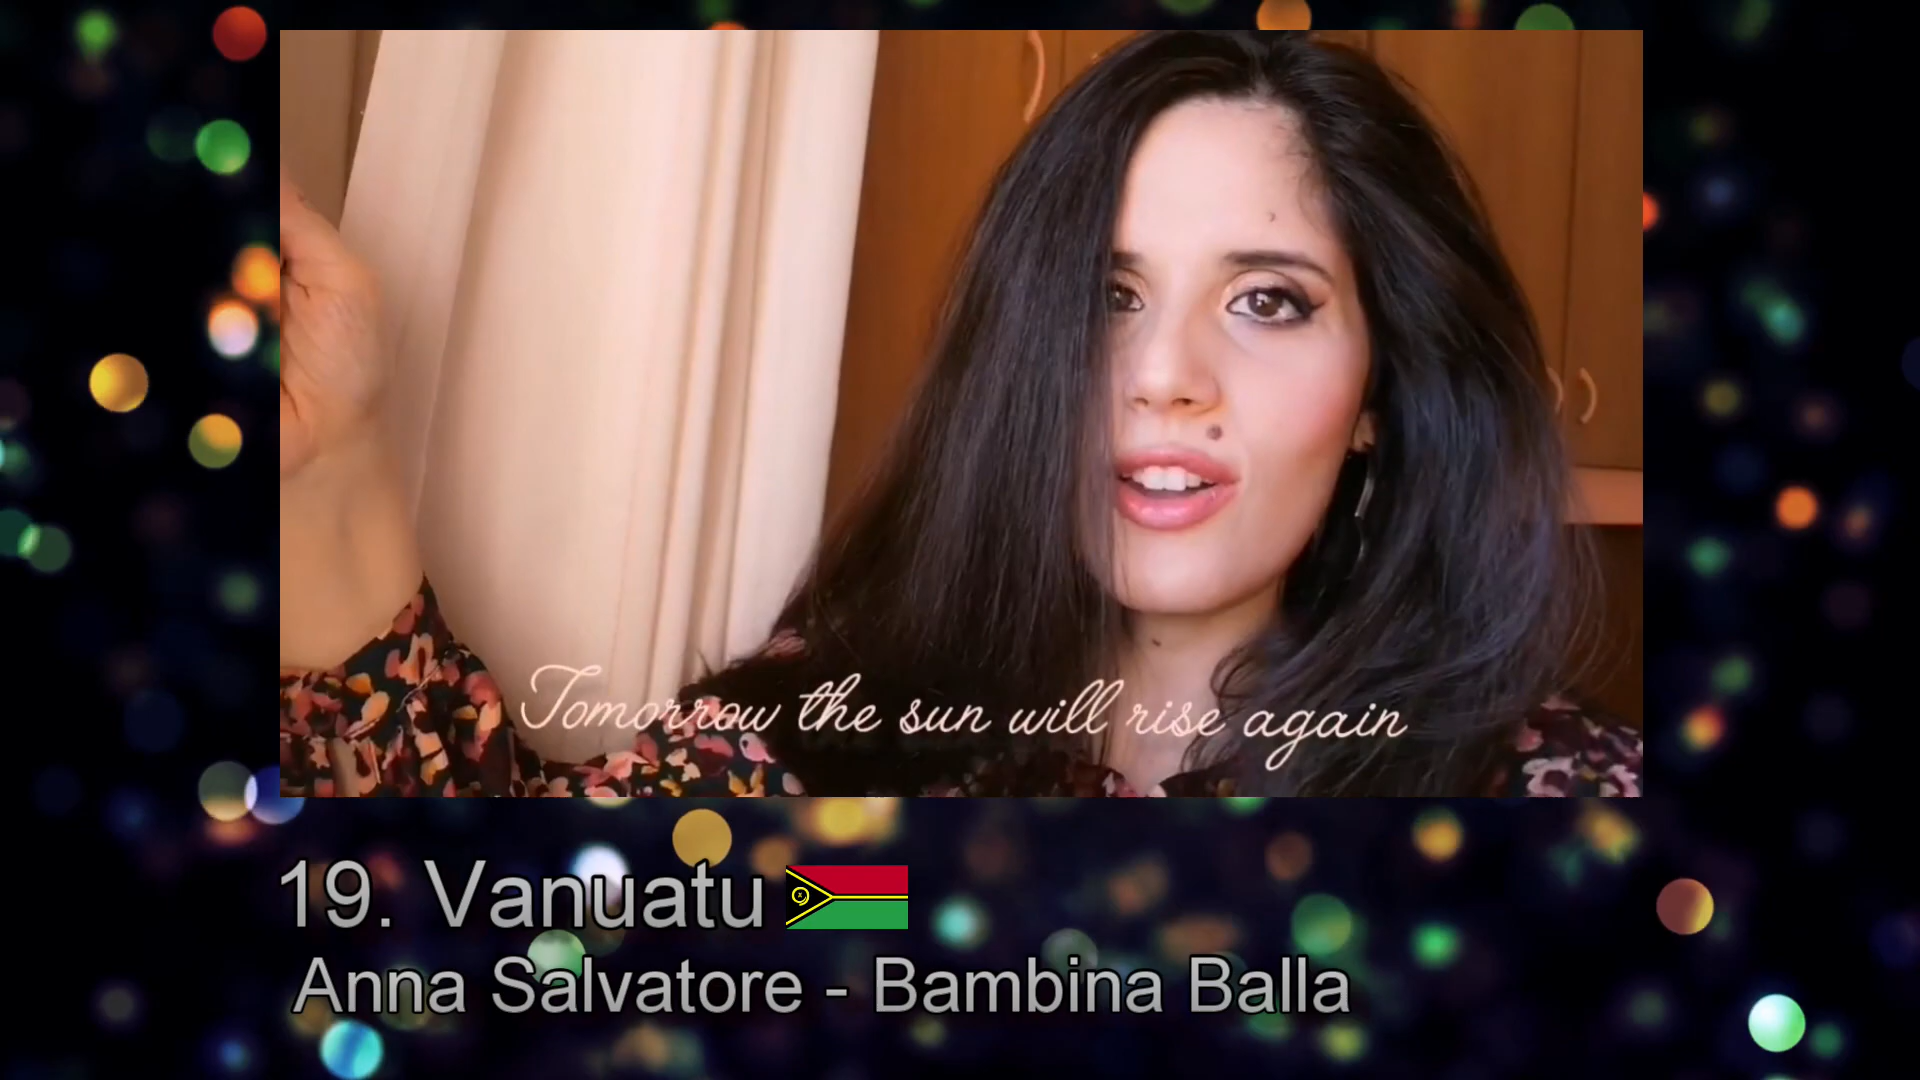 Tomorrow the sun will rise again
19. Vanuatu
Anna Salvatore - Bambina Balla